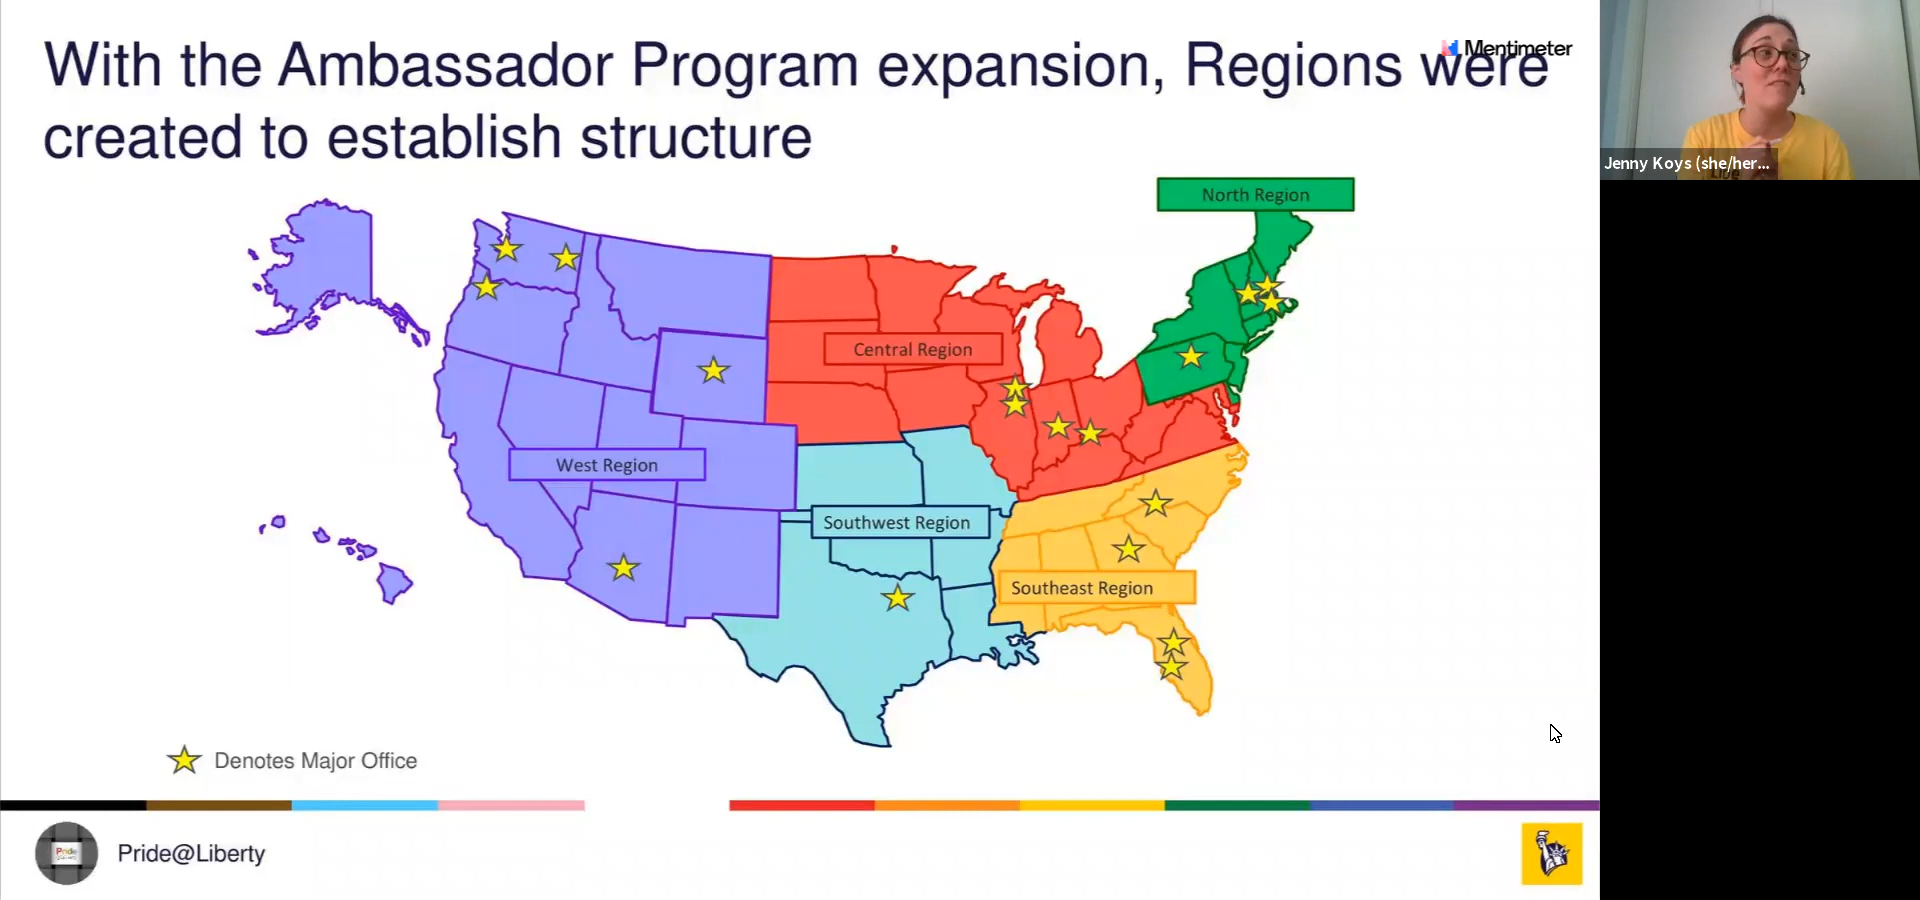 With the Ambassador Program expansion, Regions were
created to establish structure
Mentimeter
Jenny Koys (she/her...
North Region
Central Region
West Region
Southwest Region
Southeast Region
Denotes Major Office
Pride
Pride@Liberty